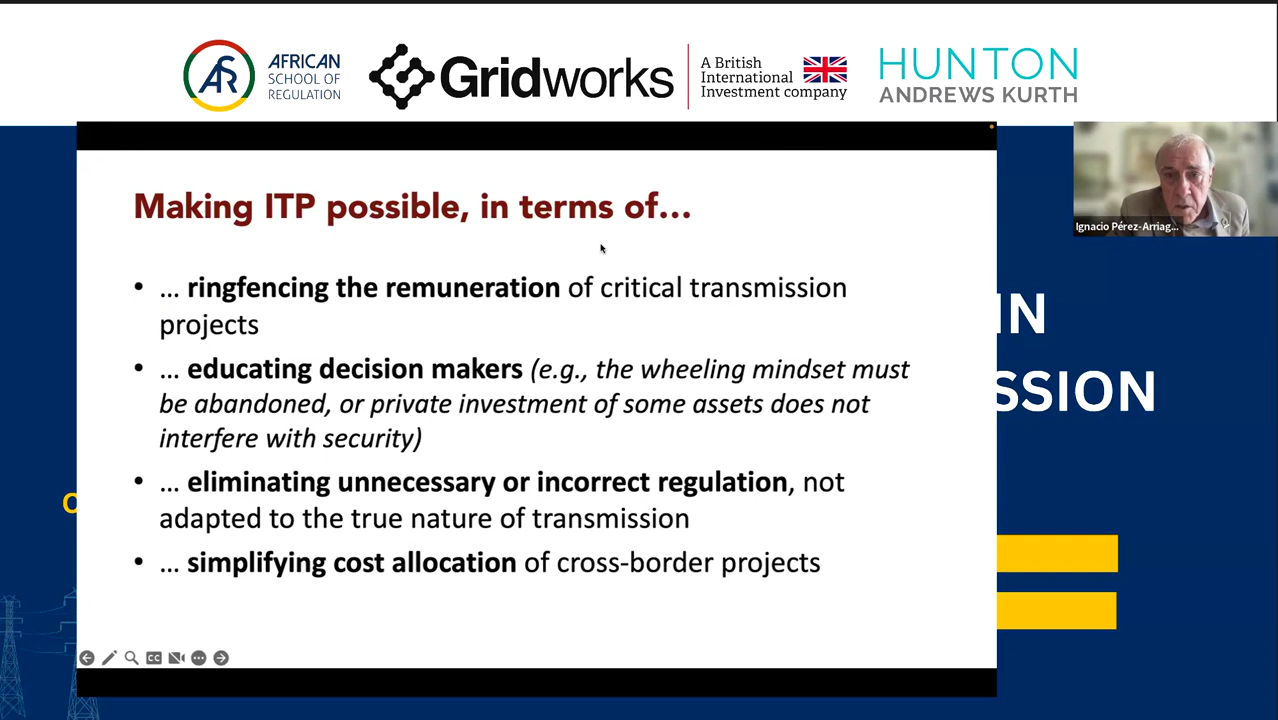 AFRICAN
SCHOOL OF
REGULATION
Gridworks
A British
International
Investment company
HUNTON
ANDREWS KURTH
Ignacio Pérez-Arriag...
Making ITP possible, in terms of...
• ... ringfencing the remuneration of critical transmission
projects
• ... educating decision makers (e.g., the wheeling mindset must
be abandoned, or private investment of some assets does not
interfere with security)
• ... eliminating unnecessary or incorrect regulation, not
adapted to the true nature of transmission
• ... simplifying cost allocation of cross-border projects
IN
SSION
O
CC